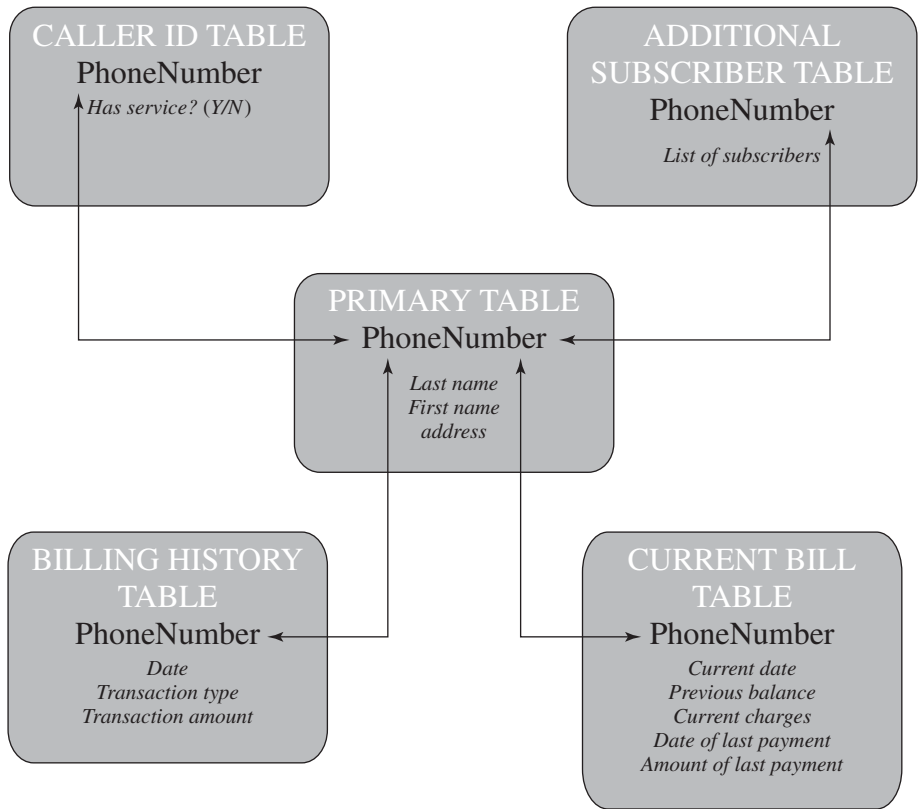 CALLER ID TABLE
PhoneNumber
Has service? (Y/N)
ADDITIONAL
SUBSCRIBER TABLE
PhoneNumber
List of subscribers
PRIMARY TABLE
PhoneNumber
Last name
First name
address
BILLING HISTORY
TABLE
PhoneNumber
Date
Transaction type
Transaction amount
CURRENT BILL
TABLE
PhoneNumber
Current date
Previous balance
Current charges
Date of last payment
Amount of last payment